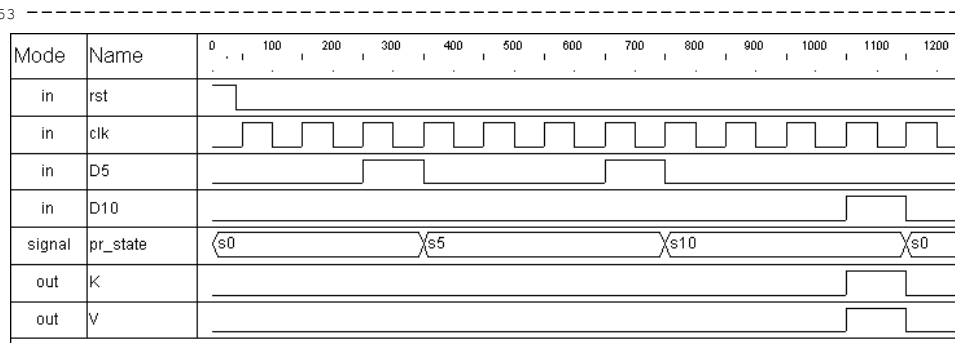 53 ------------------------------------------------------------------
Mode Name 0 100 200 300 400 500 600 700 800 900 1000 1100 1200
in rst
in clk
in D5
in D10
signal pr_state s0 s5 s10 s0
out K
out V